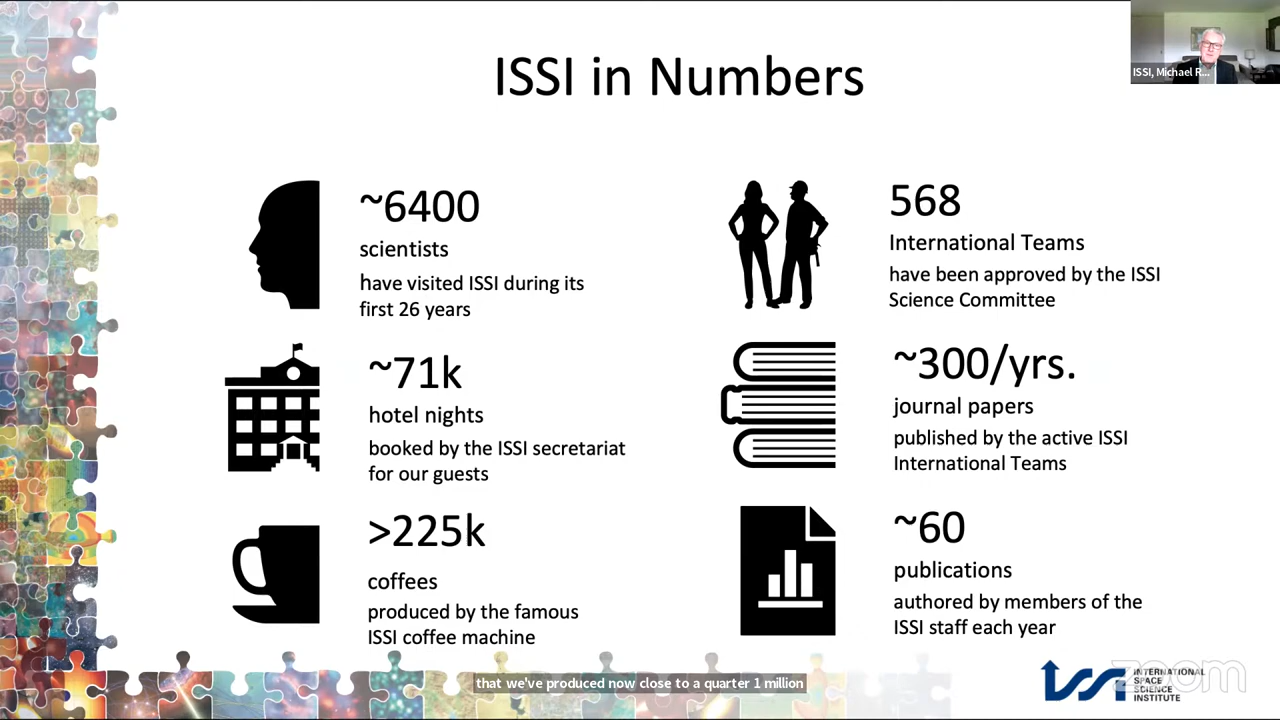 ISSI in Numbers
ISSI, Michael R...
~6400
scientists
have visited ISSI during its
first 26 years
568
International Teams
have been approved by the ISSI
Science Committee
~71k
hotel nights
booked by the ISSI secretariat
for our guests
~300/yrs.
journal papers
published by the active ISSI
International Teams
>225k
coffees
produced by the famous
ISSI coffee machine
~60
publications
authored by members of the
ISSI staff each year
that we've produced now close to a quarter 1 million
ISSI
INTERNATIONAL
SPACE
SCIENCE
INSTITUTE
zoom